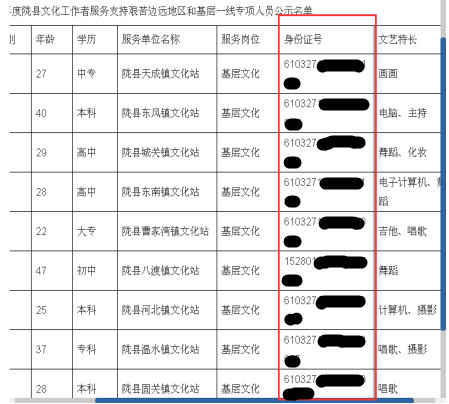 年度陇县文化工作者服务支持艰苦边远地区和基层一线专项人员公示名单
别 年龄 学历 服务单位名称 服务岗位 身份证号 文艺特长
27 中专 陇县天成镇文化站 基层文化 610327 画画
40 本科 陇县东风镇文化站 基层文化 610327 电脑、主持
29 高中 陇县城关镇文化站 基层文化 610327 舞蹈、化妆
28 高中 陇县东南镇文化站 基层文化 610327 电子计算机、舞
蹈
22 大专 陇县曹家湾镇文化站 基层文化 610327 吉他、唱歌
47 初中 陇县八渡镇文化站 基层文化 152801 舞蹈
25 本科 陇县河北镇文化站 基层文化 610327 计算机、摄影
37 专科 陇县温水镇文化站 基层文化 610327 唱歌、摄影
28 本科 陇县固关镇文化站 基层文化 610327 唱歌